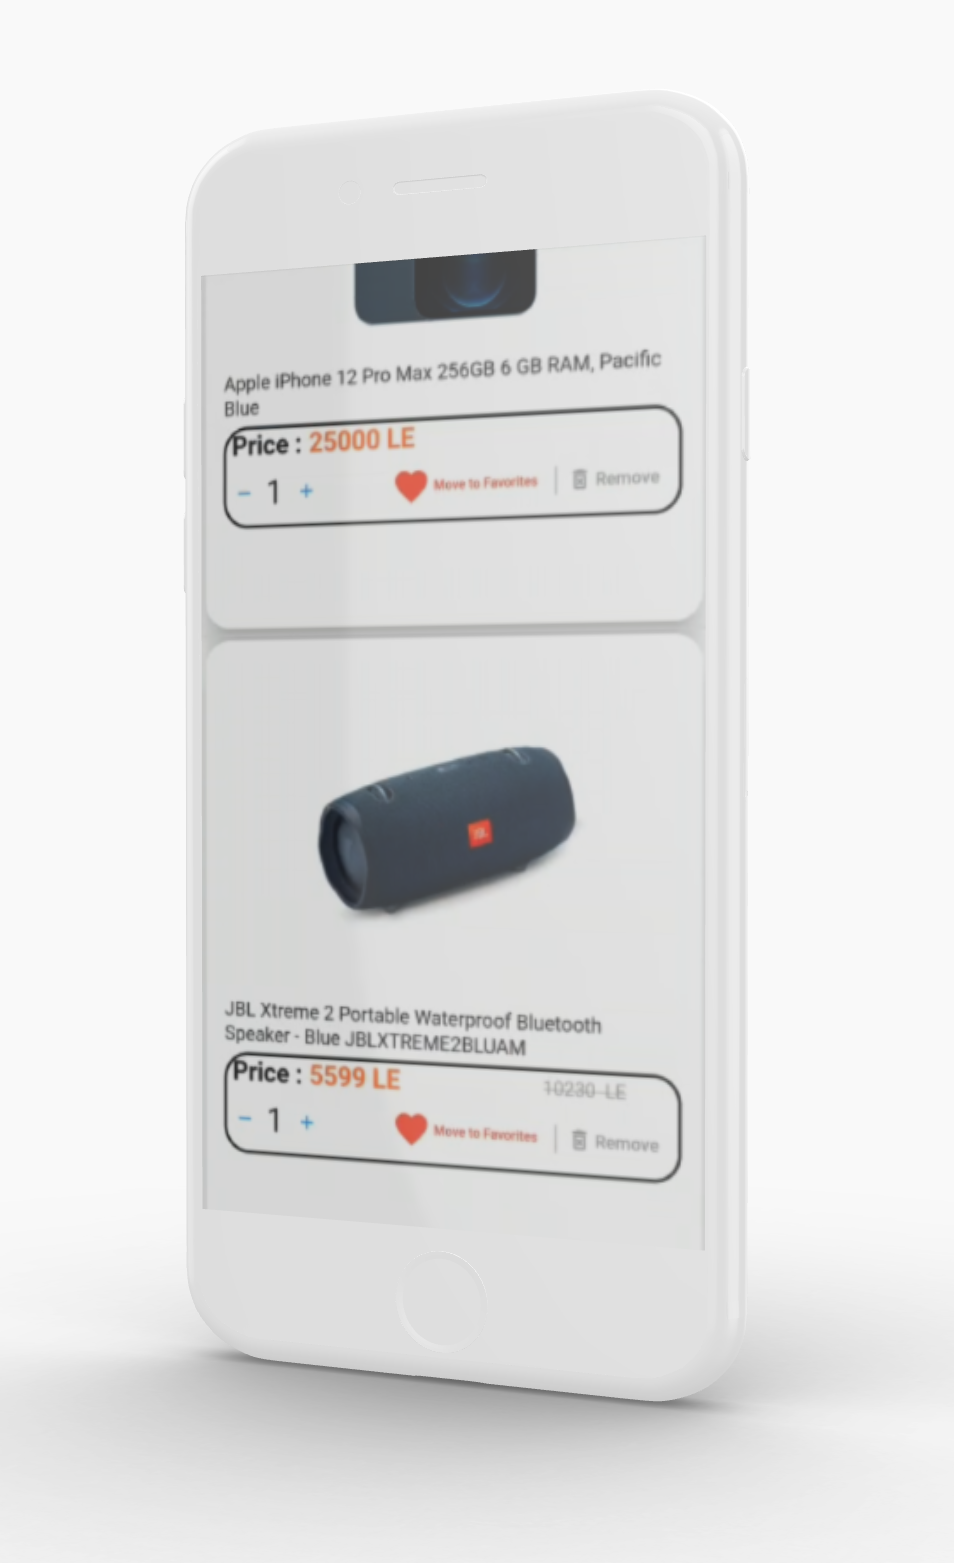 Apple iPhone 12 Pro Max 256GB 6 GB RAM, Pacific
Blue
Price : 25000 LE
− 1 + Move to Favorites Remove
JBL
JBL Xtreme 2 Portable Waterproof Bluetooth
Speaker - Blue JBLXTREME2BLUAM
Price : 5599 LE 10230 LE
− 1 + Move to Favorites Remove